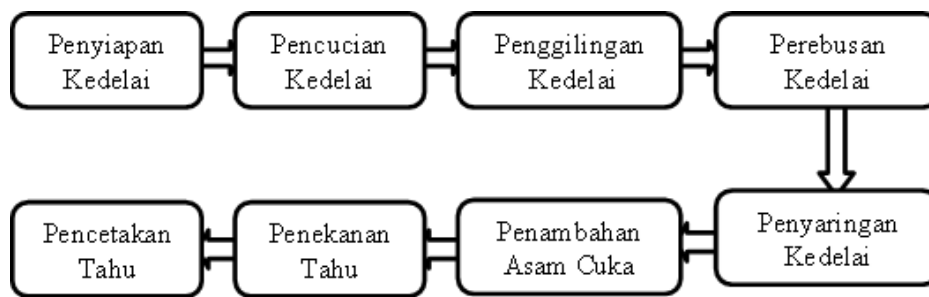 Penyiapan
Kedelai
Pencucian
Kedelai
Penggilingan
Kedelai
Perebusan
Kedelai
Penyaringan
Kedelai
Penambahan
Asam Cuka
Penekanan
Tahu
Pencetakan
Tahu